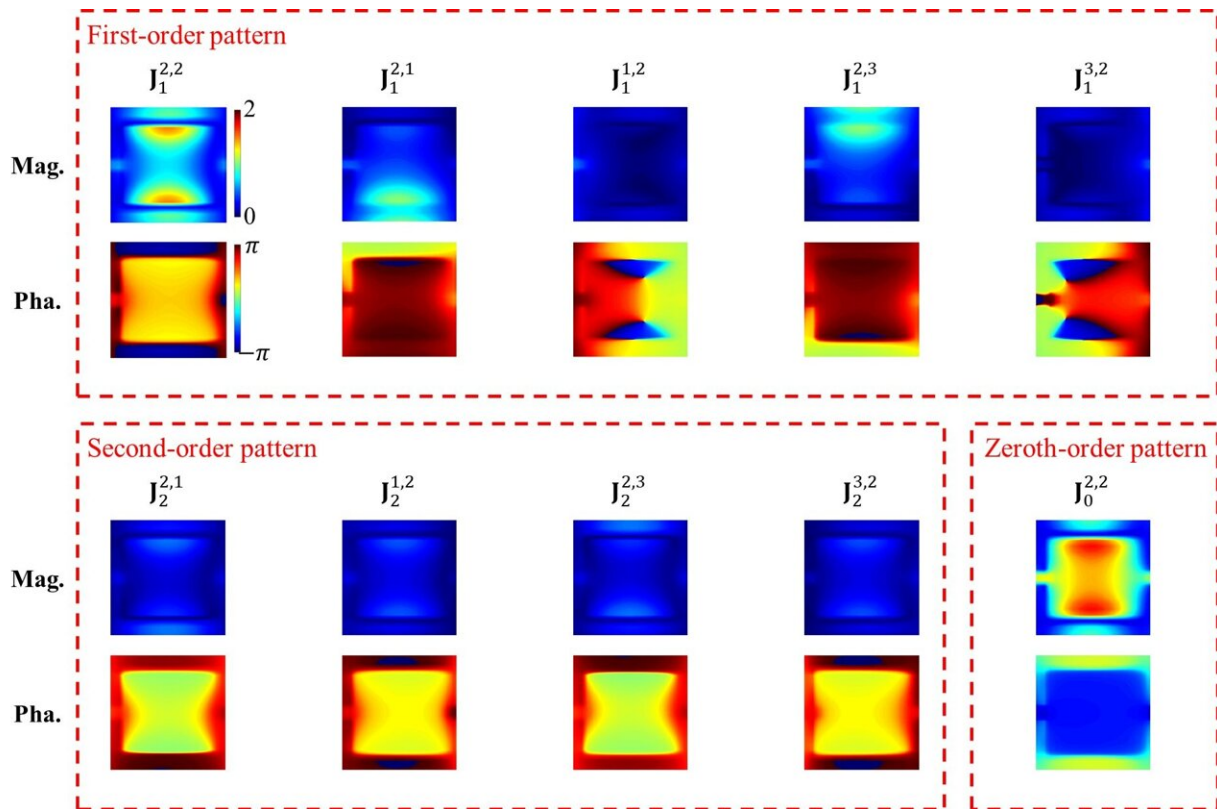 First-order pattern
J₁²,² J₁²,¹ J₁¹,² J₁²,³ J₁³,²
Mag.
2
0
Pha.
π
−π
Second-order pattern
J₂²,¹ J₂¹,² J₂²,³ J₂³,²
Mag.
Pha.
Zeroth-order pattern
J₀²,²